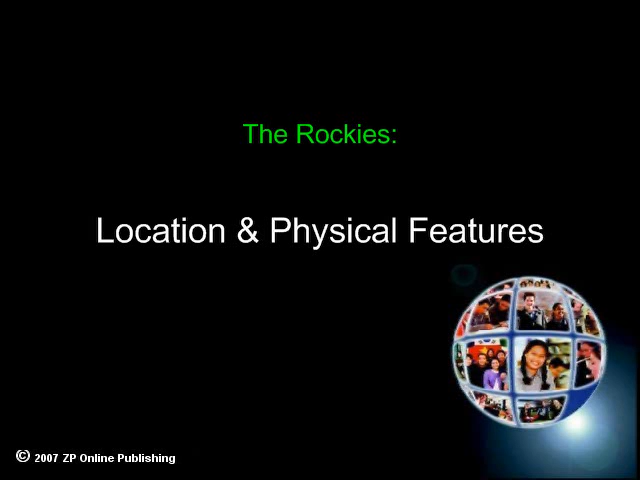 The Rockies:
Location & Physical Features
© 2007 ZP Online Publishing